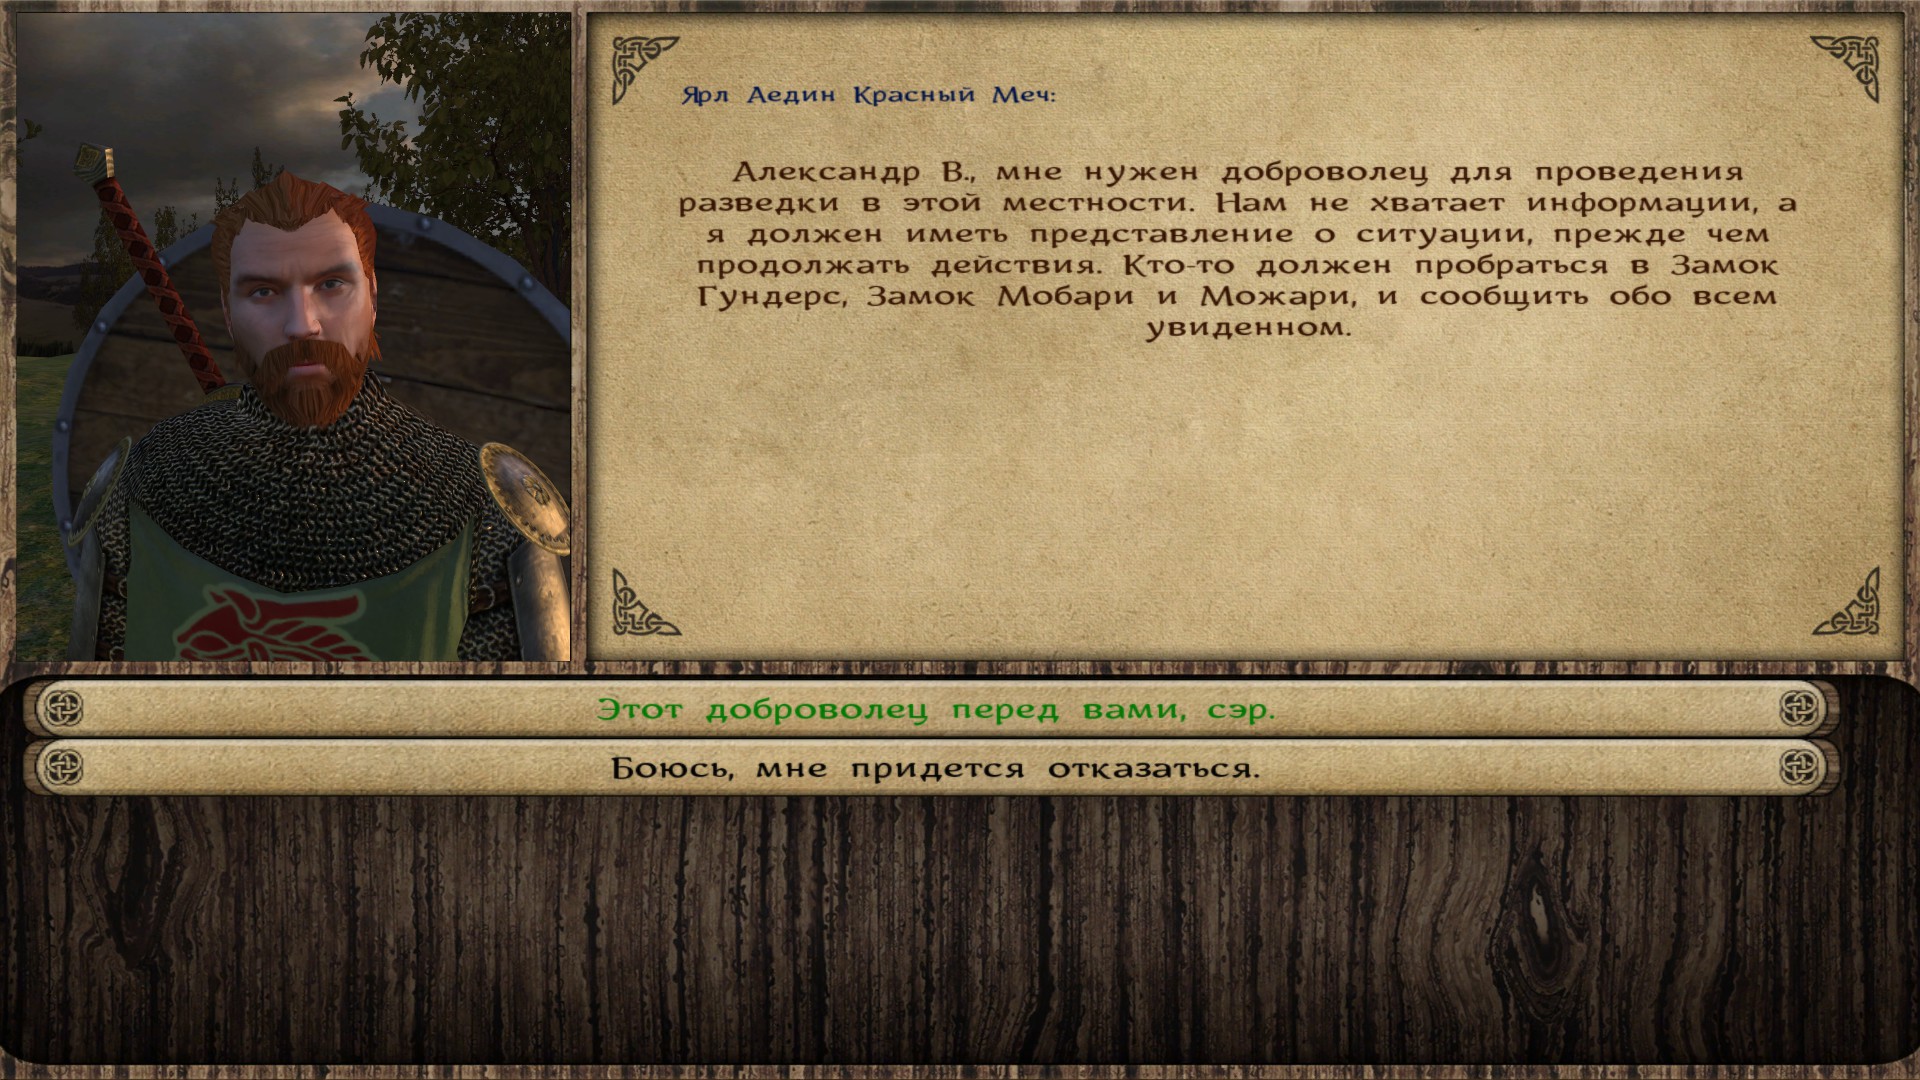 Ярл Аедин Красный Меч:
Александр В., мне нужен доброволец для проведения
разведки в этой местности. Нам не хватает информации, а
я должен иметь представление о ситуации, прежде чем
продолжать действия. Кто-то должен пробраться в Замок
Гундерс, Замок Мобари и Можари, и сообщить обо всем
увиденном.
Этот доброволец перед вами, сэр.
Боюсь, мне придется отказаться.